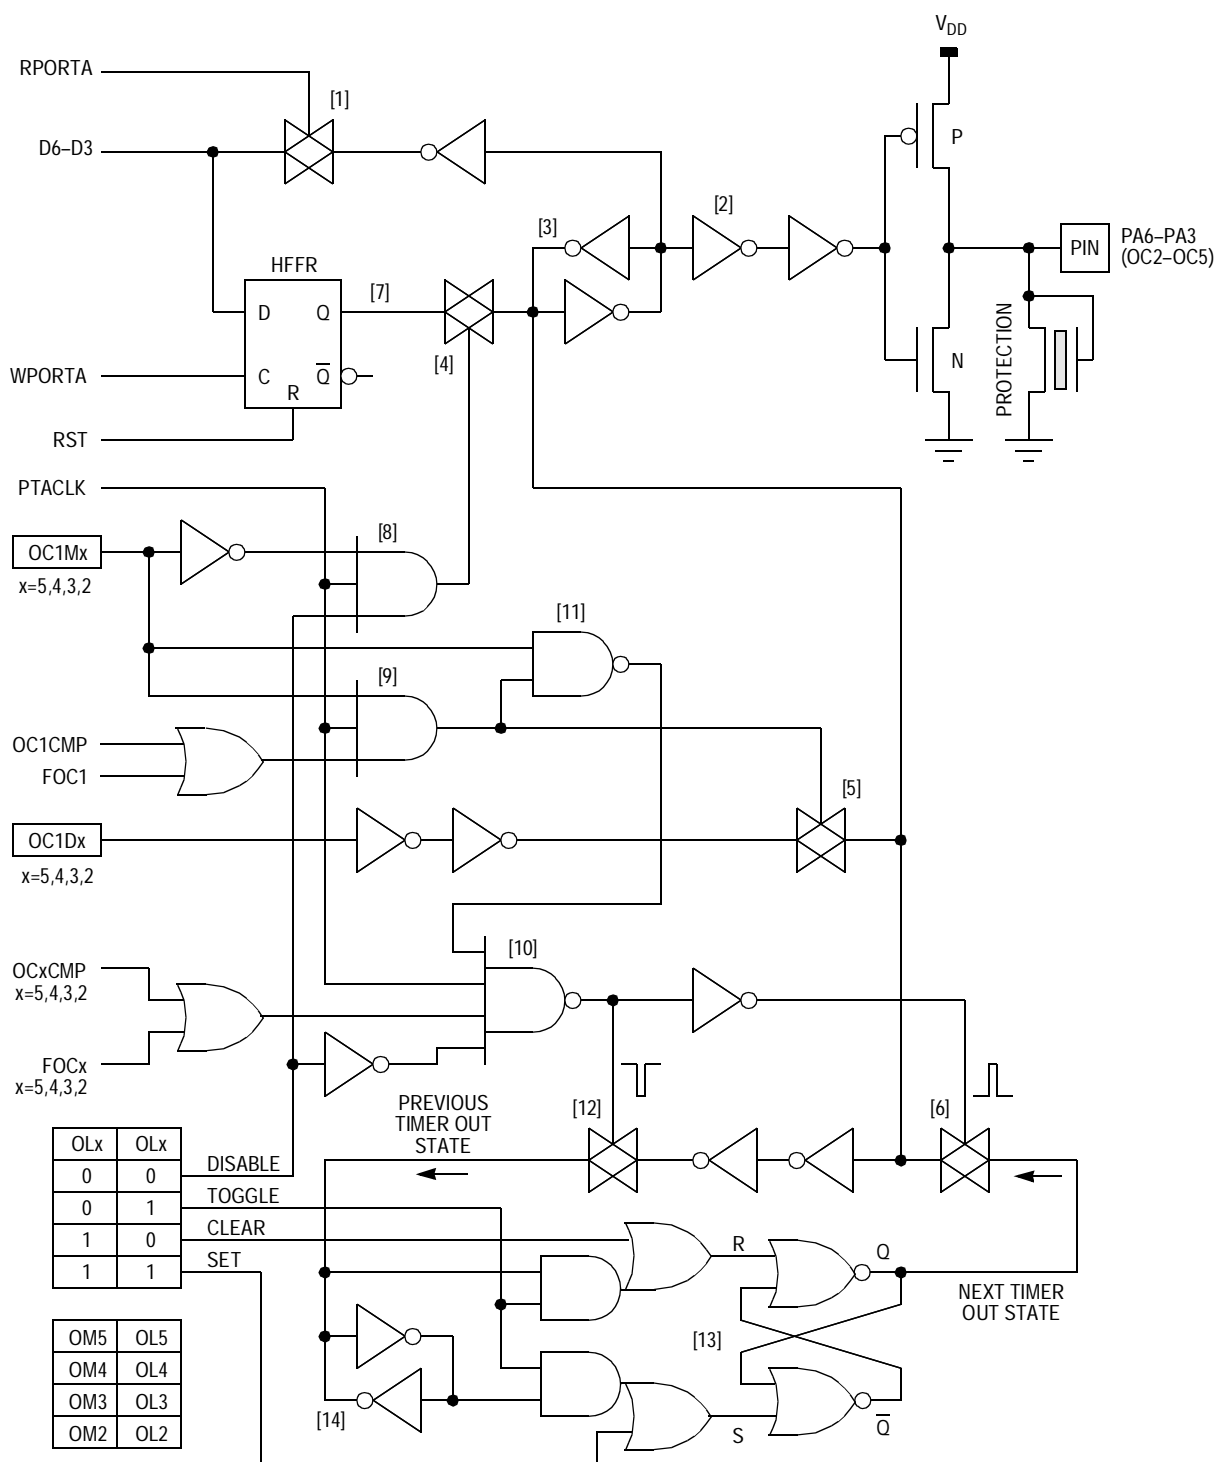 V_DD
RPORTA
[1]
D6–D3
P
[2]
[3]
PIN
PA6–PA3
(OC2–OC5)
HFFR
[7]
D
Q
[4]
PROTECTION
N
WPORTA
C
Q̅
R
RST
PTACLK
[8]
OC1Mx
x=5,4,3,2
[11]
[9]
OC1CMP
FOC1
[5]
OC1Dx
x=5,4,3,2
[10]
OCxCMP
x=5,4,3,2
FOCx
x=5,4,3,2
PREVIOUS
TIMER OUT
STATE
[12]
[6]
OLx OLx
0 0
DISABLE
0 1
TOGGLE
1 0
CLEAR
1 1
SET
R
Q
NEXT TIMER
OUT STATE
[13]
OM5 OL5
OM4 OL4
OM3 OL3
OM2 OL2
[14]
S
Q̅